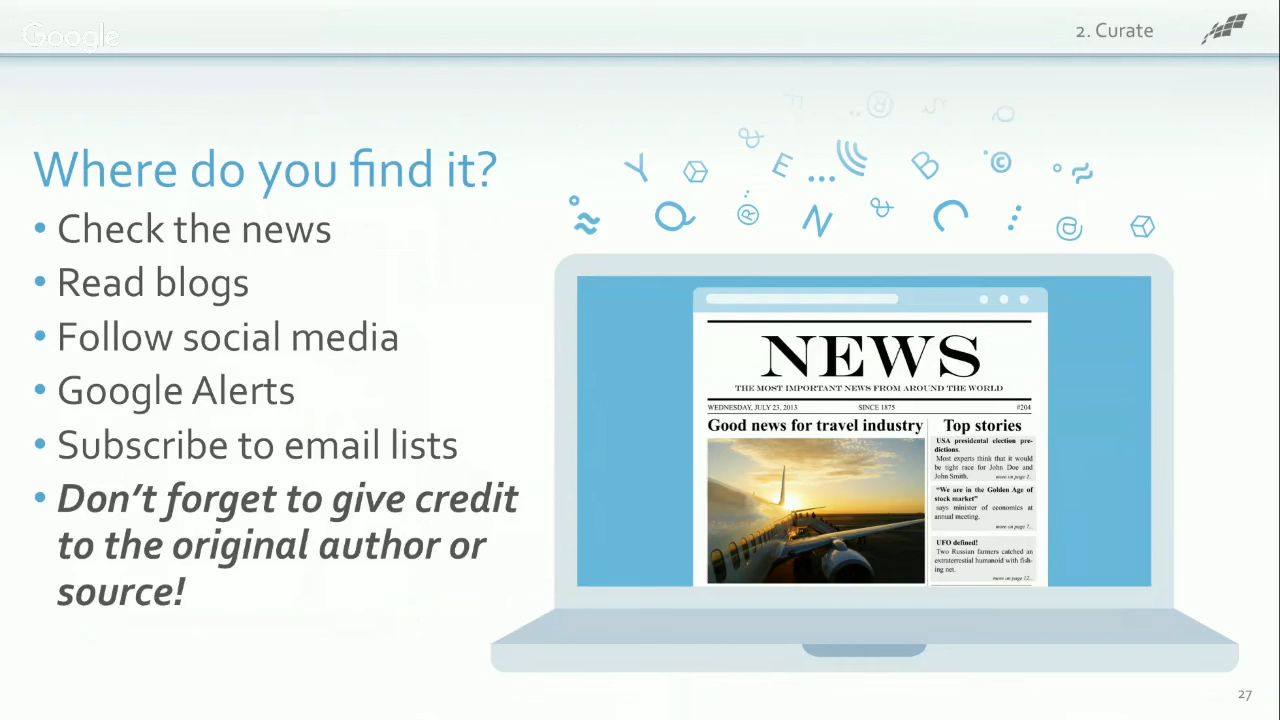 Google
2. Curate
Where do you find it?
• Check the news
• Read blogs
• Follow social media
• Google Alerts
• Subscribe to email lists
• Don't forget to give credit
to the original author or
source!
F ® Q
& Y E ... B © ° ≈
° ≈ Q ® N & C @
NEWS
THE MOST IMPORTANT NEWS FROM AROUND THE WORLD
WEDNESDAY, JULY 23, 2013 SINCE 1875 #204
Good news for travel industry
Top stories
USA presidential election pre-
dictions.
Most experts think that it would
be tight race for John Doe and
John Smith. more on page 2..
"We are in the Golden Age of
stock market"
says minister of economics at
annual meeting.
more on page 7...
UFO defined!
Two Russian farmers catched an
extraterrestial humanoid with fish-
ing net.
more on page 12...
27